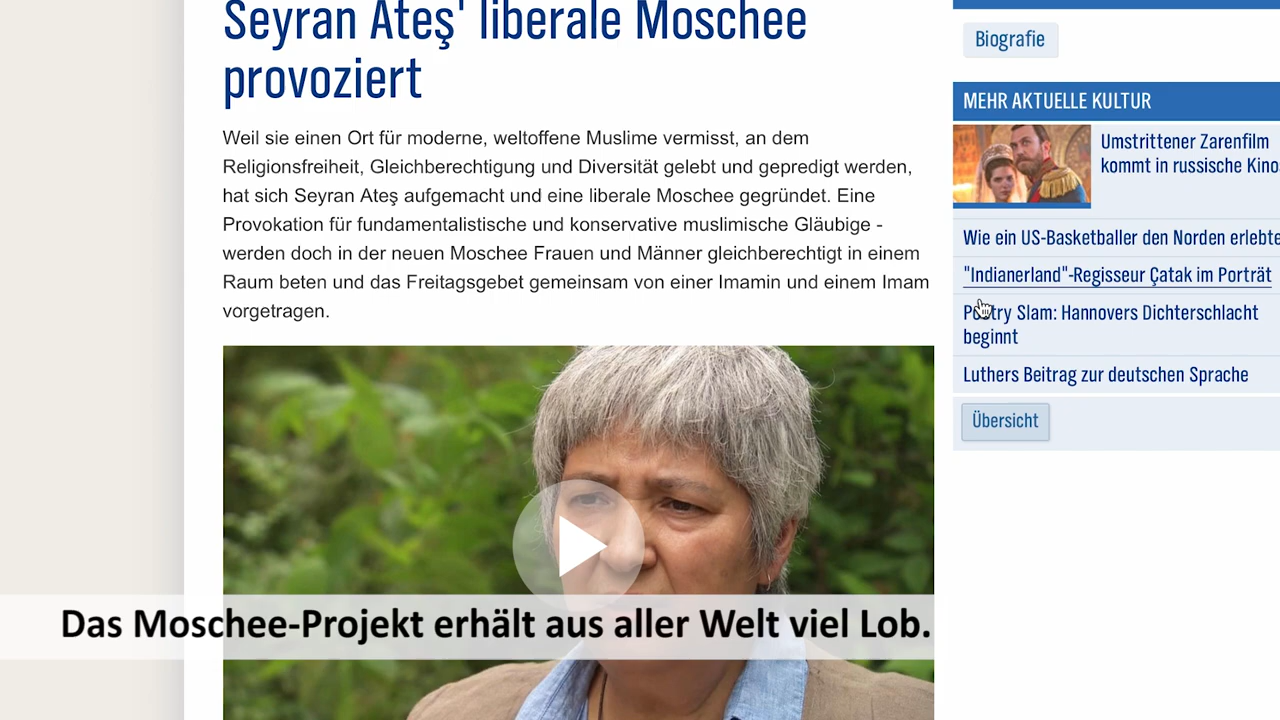 Seyran Ateş' liberale Moschee
provoziert
Weil sie einen Ort für moderne, weltoffene Muslime vermisst, an dem
Religionsfreiheit, Gleichberechtigung und Diversität gelebt und gepredigt werden,
hat sich Seyran Ateş aufgemacht und eine liberale Moschee gegründet. Eine
Provokation für fundamentalistische und konservative muslimische Gläubige -
werden doch in der neuen Moschee Frauen und Männer gleichberechtigt in einem
Raum beten und das Freitagsgebet gemeinsam von einer Imamin und einem Imam
vorgetragen.
Das Moschee-Projekt erhält aus aller Welt viel Lob.
Biografie
MEHR AKTUELLE KULTUR
Umstrittener Zarenfilm
kommt in russische Kino
Wie ein US-Basketballer den Norden erlebte
"Indianerland"-Regisseur Çatak im Porträt
Poetry Slam: Hannovers Dichterschlacht
beginnt
Luthers Beitrag zur deutschen Sprache
Übersicht